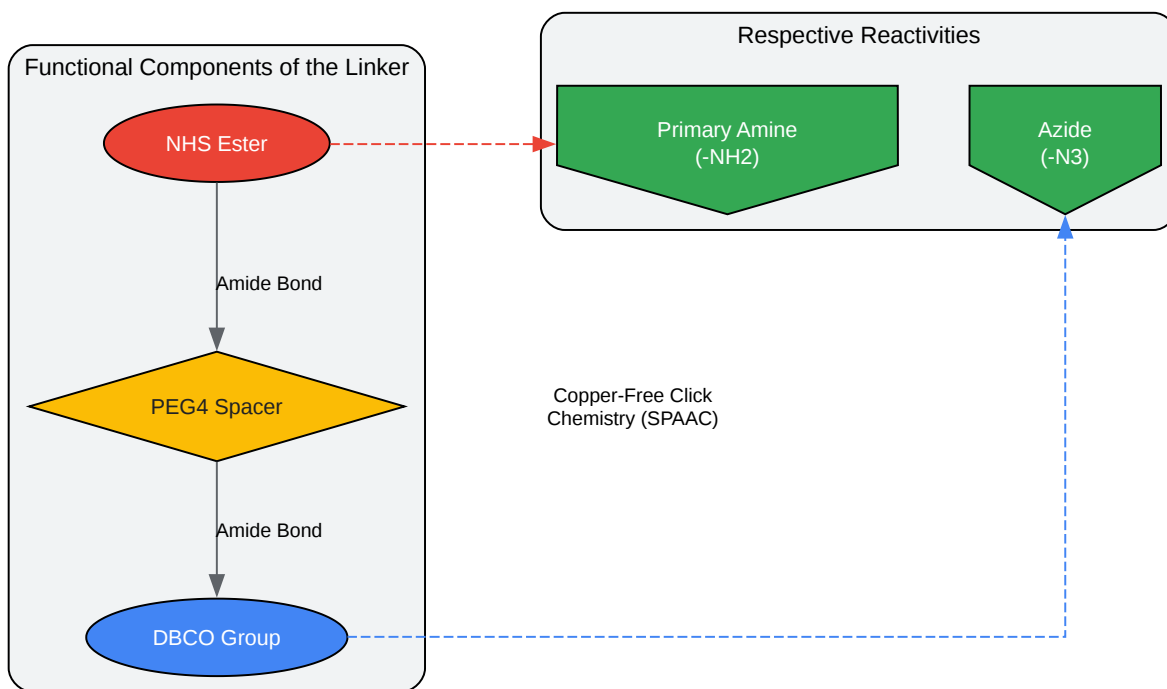 Respective Reactivities
Functional Components of the Linker
NHS Ester
Primary Amine
(-NH2)
Azide
(-N3)
Amide Bond
PEG4 Spacer
Copper-Free Click
Chemistry (SPAAC)
Amide Bond
DBCO Group